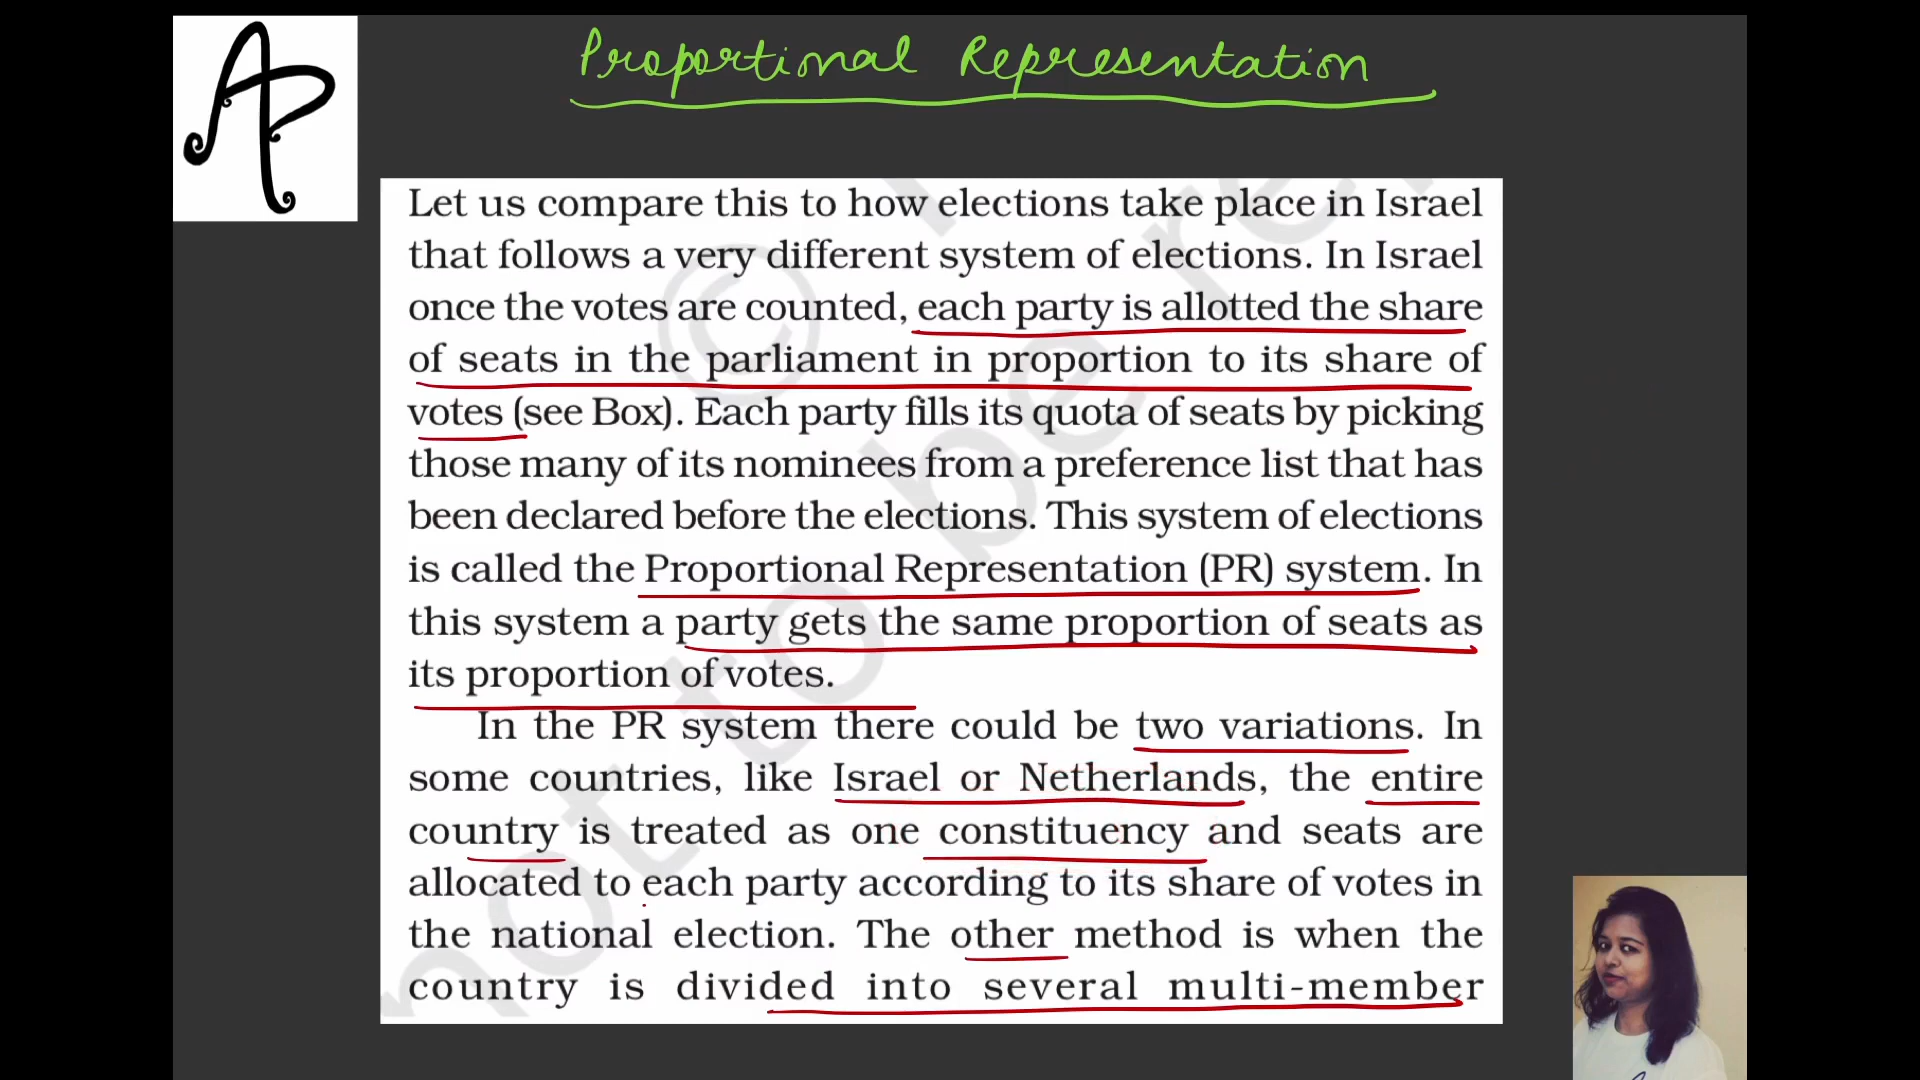 AP
Proportional Representation
Let us compare this to how elections take place in Israel
that follows a very different system of elections. In Israel
once the votes are counted, each party is allotted the share
of seats in the parliament in proportion to its share of
votes (see Box). Each party fills its quota of seats by picking
those many of its nominees from a preference list that has
been declared before the elections. This system of elections
is called the Proportional Representation (PR) system. In
this system a party gets the same proportion of seats as
its proportion of votes.
In the PR system there could be two variations. In
some countries, like Israel or Netherlands, the entire
country is treated as one constituency and seats are
allocated to each party according to its share of votes in
the national election. The other method is when the
country is divided into several multi-member